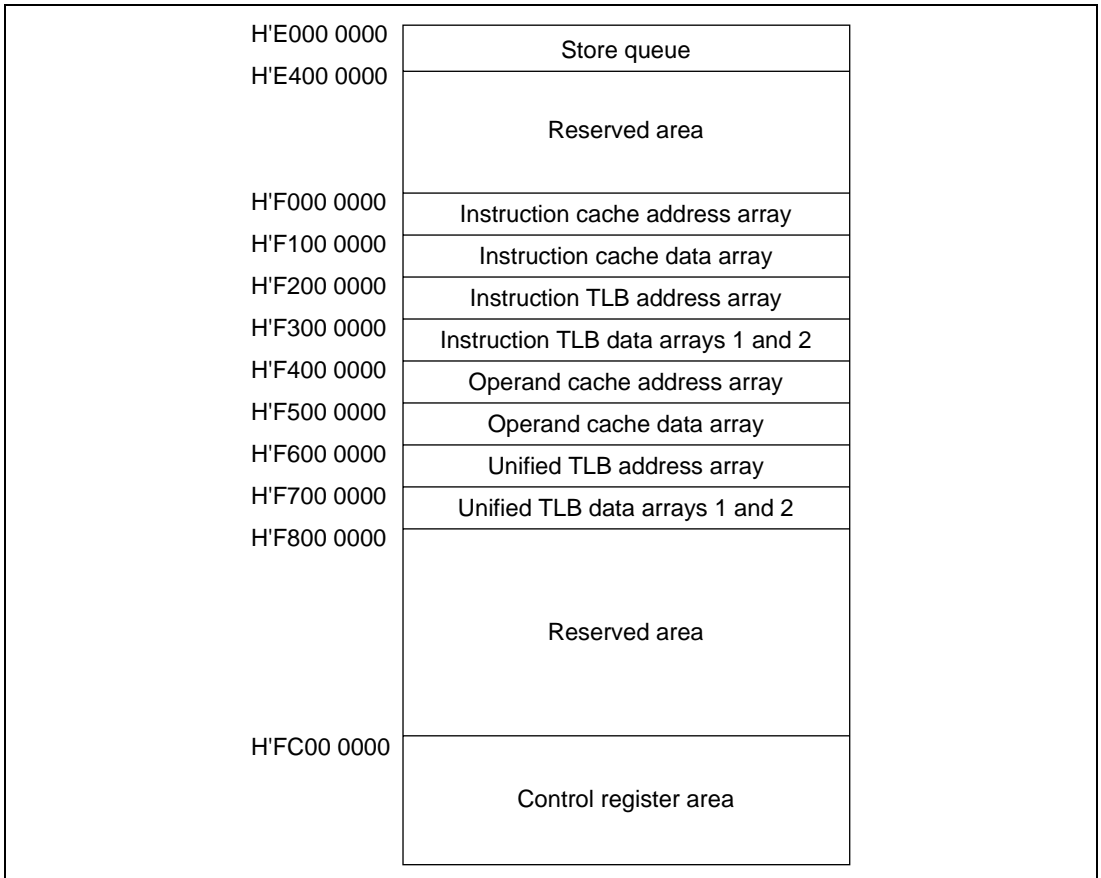 H'E000 0000
Store queue
H'E400 0000
Reserved area
H'F000 0000
Instruction cache address array
H'F100 0000
Instruction cache data array
H'F200 0000
Instruction TLB address array
H'F300 0000
Instruction TLB data arrays 1 and 2
H'F400 0000
Operand cache address array
H'F500 0000
Operand cache data array
H'F600 0000
Unified TLB address array
H'F700 0000
Unified TLB data arrays 1 and 2
H'F800 0000
Reserved area
H'FC00 0000
Control register area